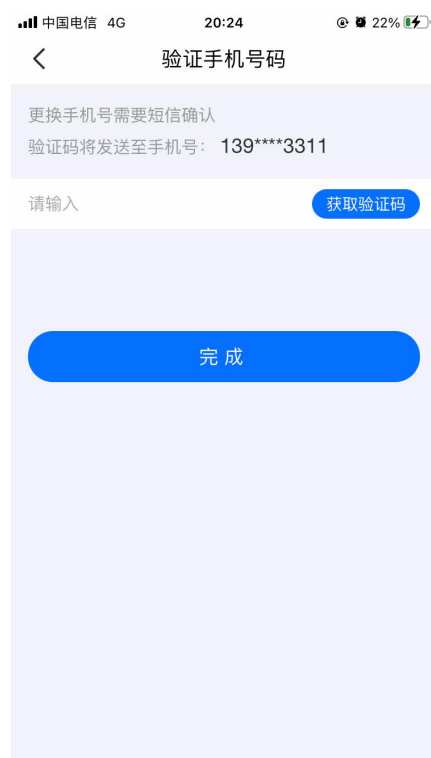 中国电信 4G 20:24 22%
验证手机号码
更换手机号需要短信确认
验证码将发送至手机号： 139****3311
请输入 获取验证码
完成